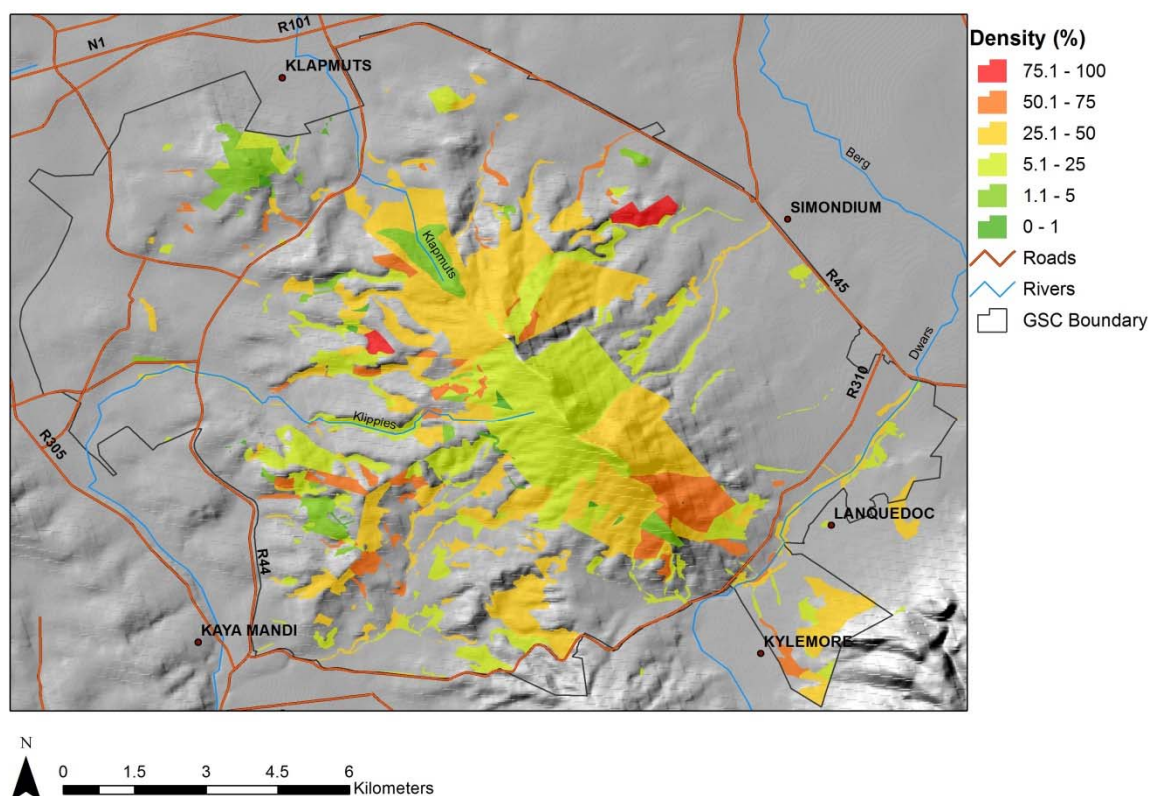 R101
N1
KLAPMUTS
Berg
SIMONDIUM
Klapmuts
R45
Dwars
R310
Klippies
R305
LANQUEDOC
R44
KAYA MANDI
KYLEMORE
Density (%)
75.1 - 100
50.1 - 75
25.1 - 50
5.1 - 25
1.1 - 5
0 - 1
Roads
Rivers
GSC Boundary
N
0 1.5 3 4.5 6
Kilometers